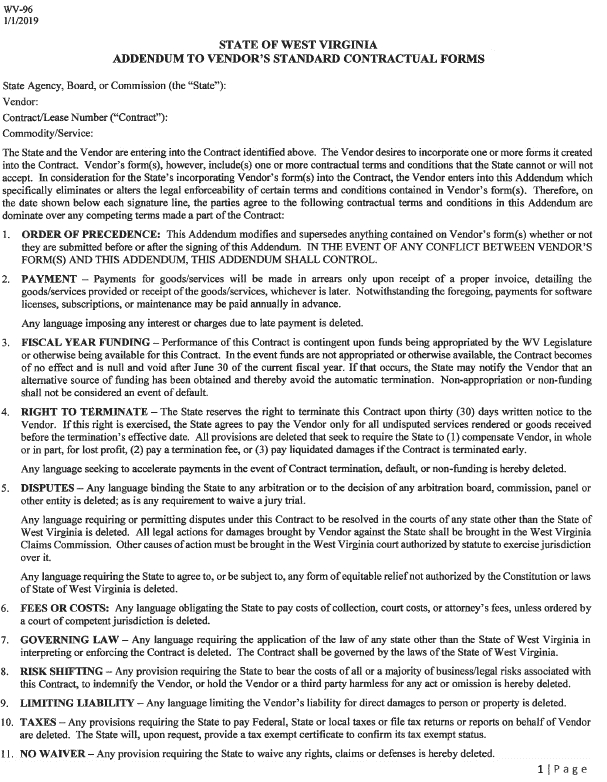 WV-96
1/1/2019
STATE OF WEST VIRGINIA
ADDENDUM TO VENDOR'S STANDARD CONTRACTUAL FORMS
State Agency, Board, or Commission (the "State"):
Vendor:
Contract/Lease Number ("Contract"):
Commodity/Service:
The State and the Vendor are entering into the Contract identified above. The Vendor desires to incorporate one or more forms it created
into the Contract. Vendor's form(s), however, include(s) one or more contractual terms and conditions that the State cannot or will not
accept. In consideration for the State's incorporating Vendor's form(s) into the Contract, the Vendor enters into this Addendum which
specifically eliminates or alters the legal enforceability of certain terms and conditions contained in Vendor's form(s). Therefore, on
the date shown below each signature line, the parties agree to the following contractual terms and conditions in this Addendum are
dominate over any competing terms made a part of the Contract:
1. ORDER OF PRECEDENCE: This Addendum modifies and supersedes anything contained on Vendor's form(s) whether or not
they are submitted before or after the signing of this Addendum. IN THE EVENT OF ANY CONFLICT BETWEEN VENDOR'S
FORM(S) AND THIS ADDENDUM, THIS ADDENDUM SHALL CONTROL.
2. PAYMENT – Payments for goods/services will be made in arrears only upon receipt of a proper invoice, detailing the
goods/services provided or receipt of the goods/services, whichever is later. Notwithstanding the foregoing, payments for software
licenses, subscriptions, or maintenance may be paid annually in advance.
Any language imposing any interest or charges due to late payment is deleted.
3. FISCAL YEAR FUNDING – Performance of this Contract is contingent upon funds being appropriated by the WV Legislature
or otherwise being available for this Contract. In the event funds are not appropriated or otherwise available, the Contract becomes
of no effect and is null and void after June 30 of the current fiscal year. If that occurs, the State may notify the Vendor that an
alternative source of funding has been obtained and thereby avoid the automatic termination. Non-appropriation or non-funding
shall not be considered an event of default.
4. RIGHT TO TERMINATE – The State reserves the right to terminate this Contract upon thirty (30) days written notice to the
Vendor. If this right is exercised, the State agrees to pay the Vendor only for all undisputed services rendered or goods received
before the termination's effective date. All provisions are deleted that seek to require the State to (1) compensate Vendor, in whole
or in part, for lost profit, (2) pay a termination fee, or (3) pay liquidated damages if the Contract is terminated early.
Any language seeking to accelerate payments in the event of Contract termination, default, or non-funding is hereby deleted.
5. DISPUTES – Any language binding the State to any arbitration or to the decision of any arbitration board, commission, panel or
other entity is deleted; as is any requirement to waive a jury trial.
Any language requiring or permitting disputes under this Contract to be resolved in the courts of any state other than the State of
West Virginia is deleted. All legal actions for damages brought by Vendor against the State shall be brought in the West Virginia
Claims Commission. Other causes of action must be brought in the West Virginia court authorized by statute to exercise jurisdiction
over it.
Any language requiring the State to agree to, or be subject to, any form of equitable relief not authorized by the Constitution or laws
of State of West Virginia is deleted.
6. FEES OR COSTS: Any language obligating the State to pay costs of collection, court costs, or attorney's fees, unless ordered by
a court of competent jurisdiction is deleted.
7. GOVERNING LAW – Any language requiring the application of the law of any state other than the State of West Virginia in
interpreting or enforcing the Contract is deleted. The Contract shall be governed by the laws of the State of West Virginia.
8. RISK SHIFTING – Any provision requiring the State to bear the costs of all or a majority of business/legal risks associated with
this Contract, to indemnify the Vendor, or hold the Vendor or a third party harmless for any act or omission is hereby deleted.
9. LIMITING LIABILITY – Any language limiting the Vendor's liability for direct damages to person or property is deleted.
10. TAXES – Any provisions requiring the State to pay Federal, State or local taxes or file tax returns or reports on behalf of Vendor
are deleted. The State will, upon request, provide a tax exempt certificate to confirm its tax exempt status.
11. NO WAIVER – Any provision requiring the State to waive any rights, claims or defenses is hereby deleted.
1 | P a g e